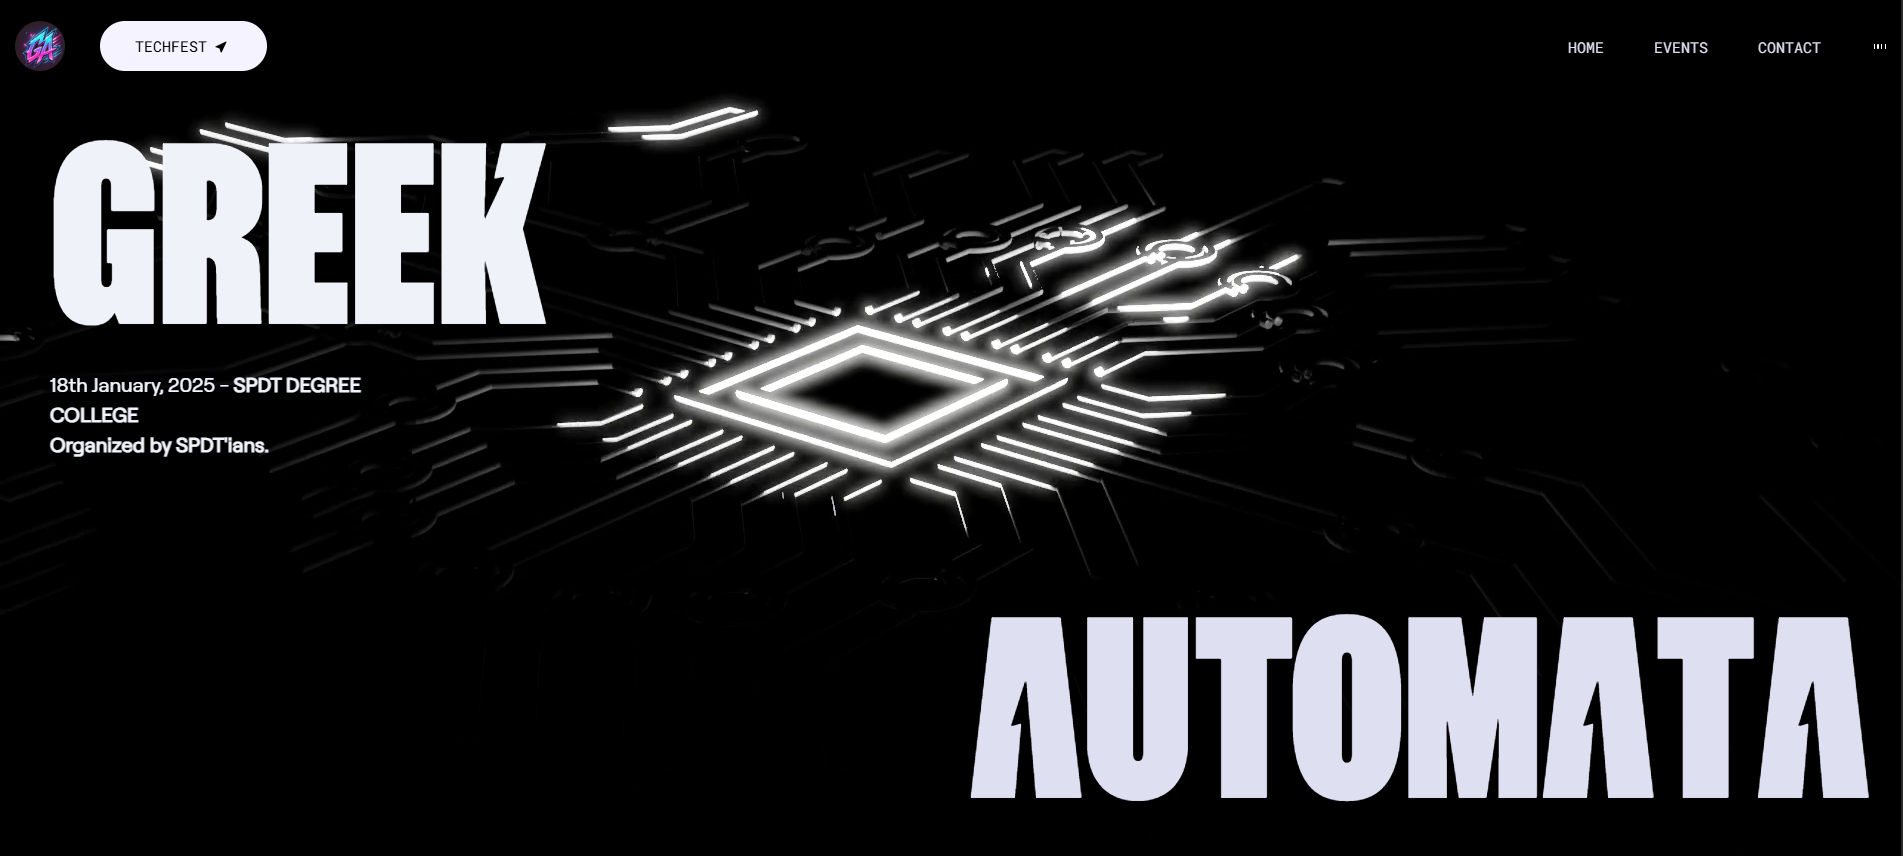 GA
TECHFEST
HOME EVENTS CONTACT
GREEK
18th January, 2025 - SPDT DEGREE
COLLEGE
Organized by SPDT'ians.
AUTOMATA